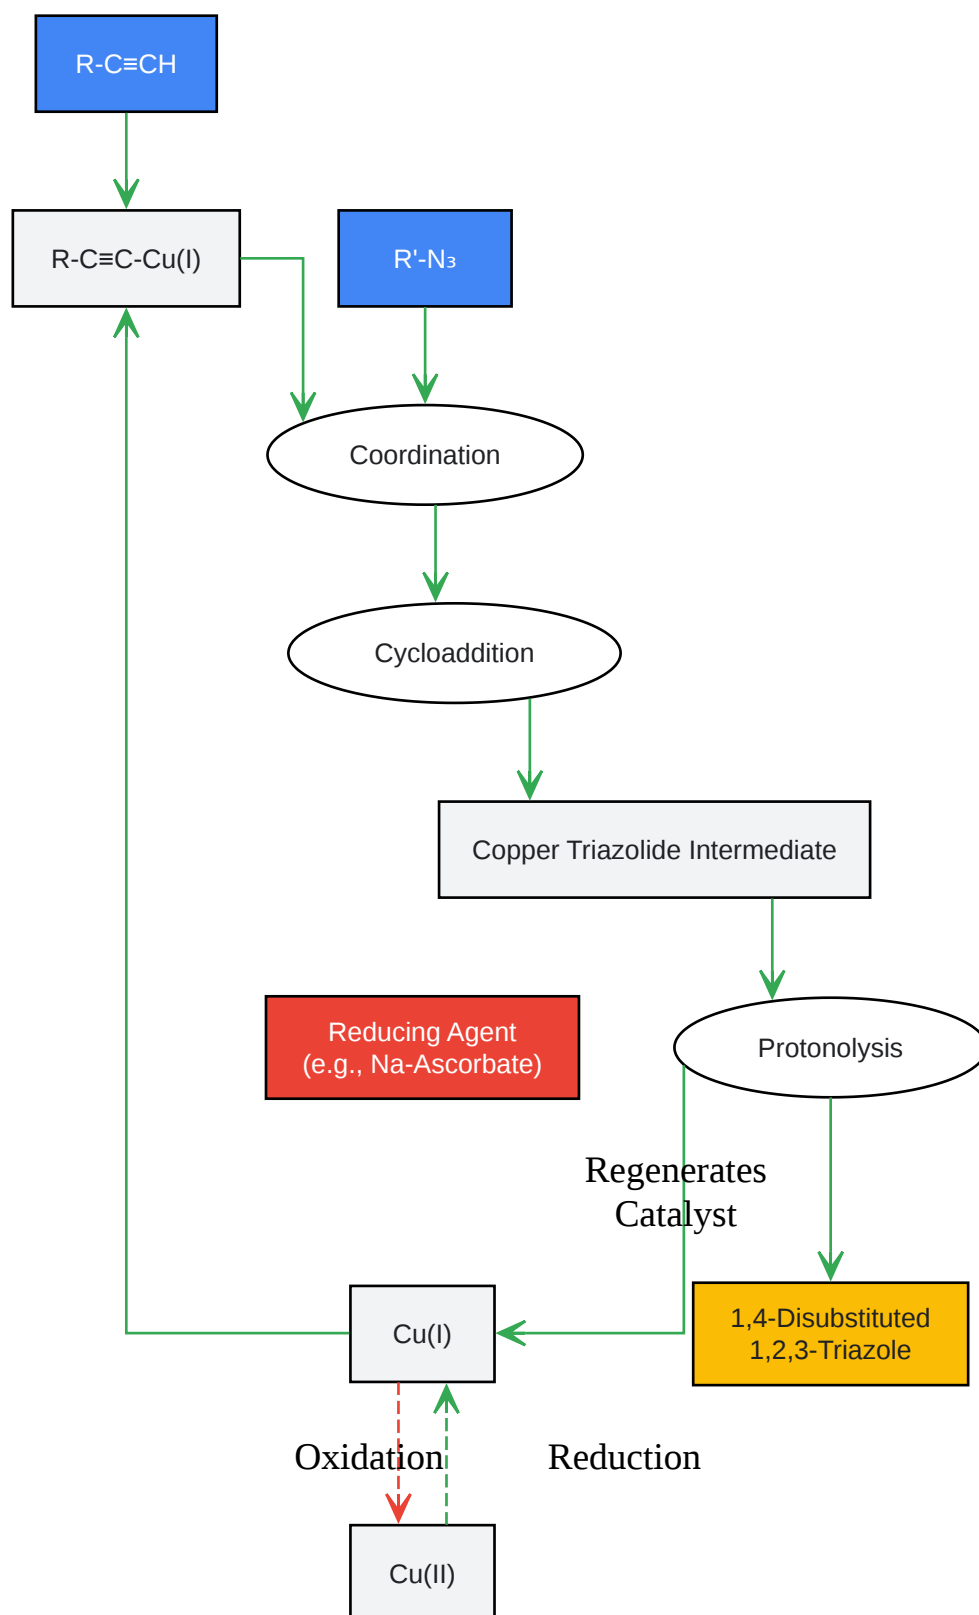 R-C≡CH
R-C≡C-Cu(I)
R'-N₃
Coordination
Cycloaddition
Copper Triazolide Intermediate
Reducing Agent
(e.g., Na-Ascorbate)
Protonolysis
Regenerates
Catalyst
1,4-Disubstituted
1,2,3-Triazole
Cu(I)
Oxidation
Reduction
Cu(II)